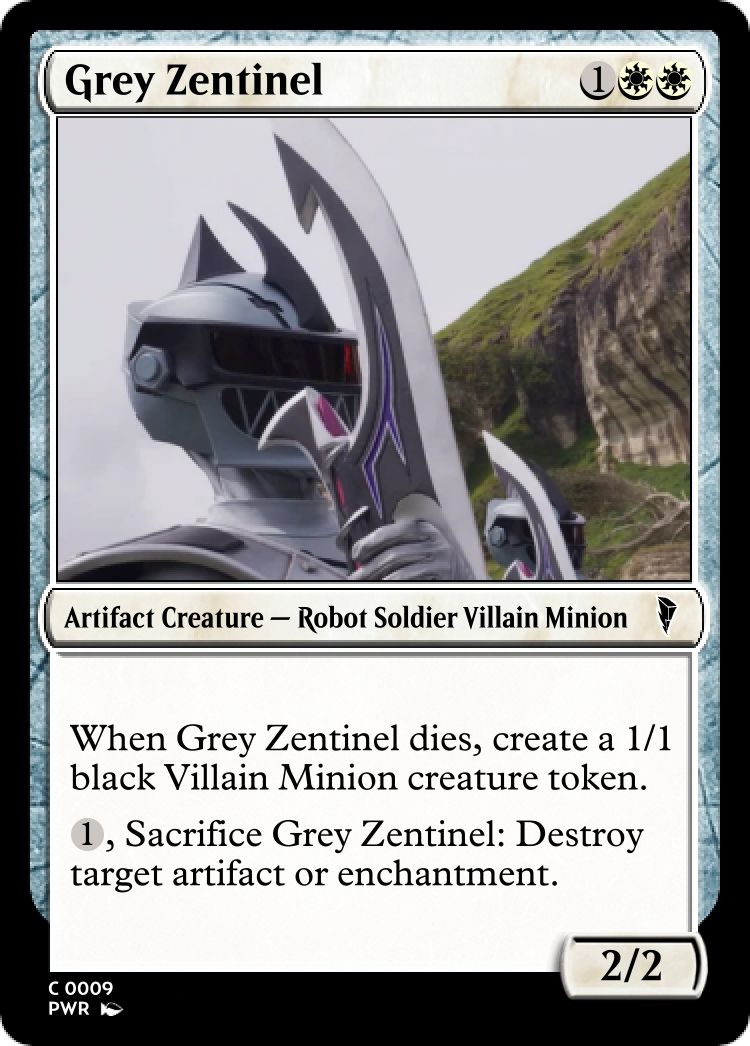 Grey Zentinel 1
Artifact Creature — Robot Soldier Villain Minion
When Grey Zentinel dies, create a 1/1
black Villain Minion creature token.
1, Sacrifice Grey Zentinel: Destroy
target artifact or enchantment.
2/2
C 0009
PWR